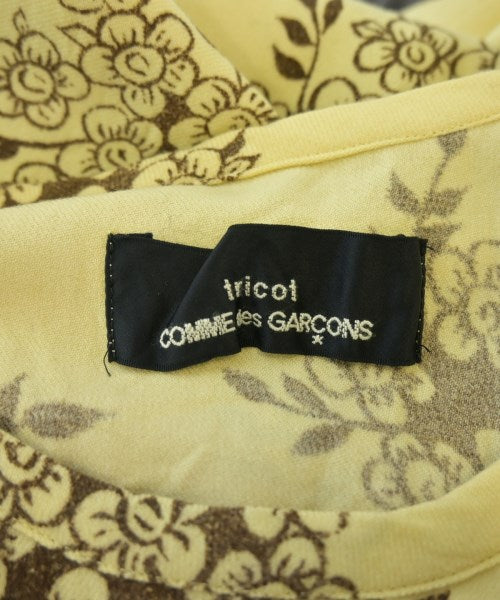 tricot
COMME des GARÇONS
*